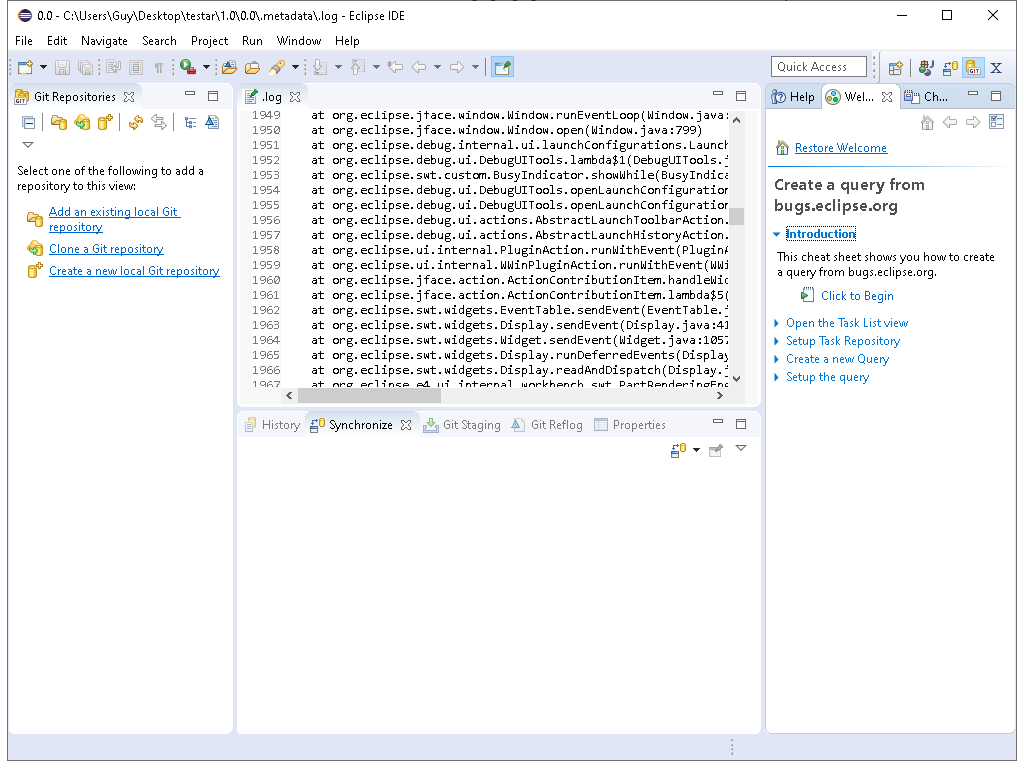 0.0 - C:\Users\Guy\Desktop\testar\1.0\0.0\.metadata\.log - Eclipse IDE
File Edit Navigate Search Project Run Window Help
Quick Access
GIT
Git Repositories
.log
Help
Wel...
Ch...
Select one of the following to add a
repository to this view:
Add an existing local Git
repository
Clone a Git repository
Create a new local Git repository
1949 at org.eclipse.jface.window.Window.runEventLoop(Window.java:
1950 at org.eclipse.jface.window.Window.open(Window.java:799)
1951 at org.eclipse.debug.internal.ui.launchConfigurations.Launch
1952 at org.eclipse.debug.ui.DebugUITools.lambda$1(DebugUITools.j
1953 at org.eclipse.swt.custom.BusyIndicator.showWhile(BusyIndica
1954 at org.eclipse.debug.ui.DebugUITools.openLaunchConfiguration
1955 at org.eclipse.debug.ui.DebugUITools.openLaunchConfiguration
1956 at org.eclipse.debug.ui.actions.AbstractLaunchToolbarAction.
1957 at org.eclipse.debug.ui.actions.AbstractLaunchHistoryAction.
1958 at org.eclipse.ui.internal.PluginAction.runWithEvent(PluginA
1959 at org.eclipse.ui.internal.WWinPluginAction.runWithEvent(WWi
1960 at org.eclipse.jface.action.ActionContributionItem.handleWid
1961 at org.eclipse.jface.action.ActionContributionItem.lambda$5(
1962 at org.eclipse.swt.widgets.EventTable.sendEvent(EventTable.j
1963 at org.eclipse.swt.widgets.Display.sendEvent(Display.java:41
1964 at org.eclipse.swt.widgets.Widget.sendEvent(Widget.java:1057
1965 at org.eclipse.swt.widgets.Display.runDeferredEvents(Display
1966 at org.eclipse.swt.widgets.Display.readAndDispatch(Display.j
1967 at org.eclipse.e4.ui.internal.workbench.swt.PartRenderingEng
History Synchronize Git Staging Git Reflog Properties
Restore Welcome
Create a query from
bugs.eclipse.org
Introduction
This cheat sheet shows you how to create
a query from bugs.eclipse.org.
Click to Begin
Open the Task List view
Setup Task Repository
Create a new Query
Setup the query